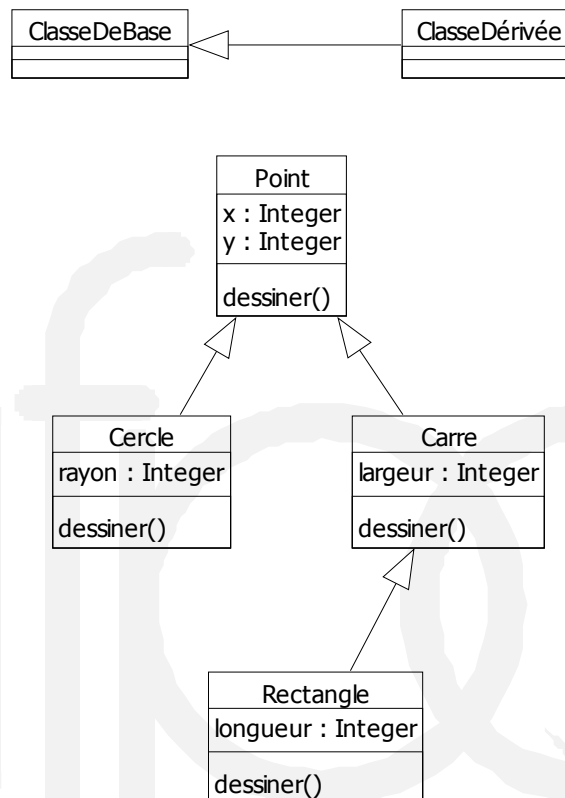 ClasseDeBase
ClasseDérivée
Point
x : Integer
y : Integer
dessiner()
Cercle
rayon : Integer
dessiner()
Carre
largeur : Integer
dessiner()
Rectangle
longueur : Integer
dessiner()